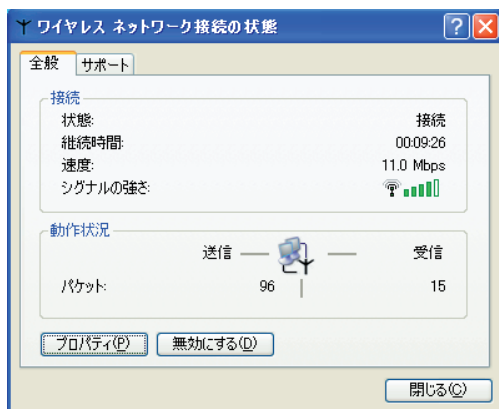 ワイヤレス ネットワーク接続の状態
全般 サポート
接続
状態: 接続
継続時間: 00:09:26
速度: 11.0 Mbps
シグナルの強さ:
動作状況
送信 受信
パケット: 96 15
プロパティ(P) 無効にする(D)
閉じる(C)